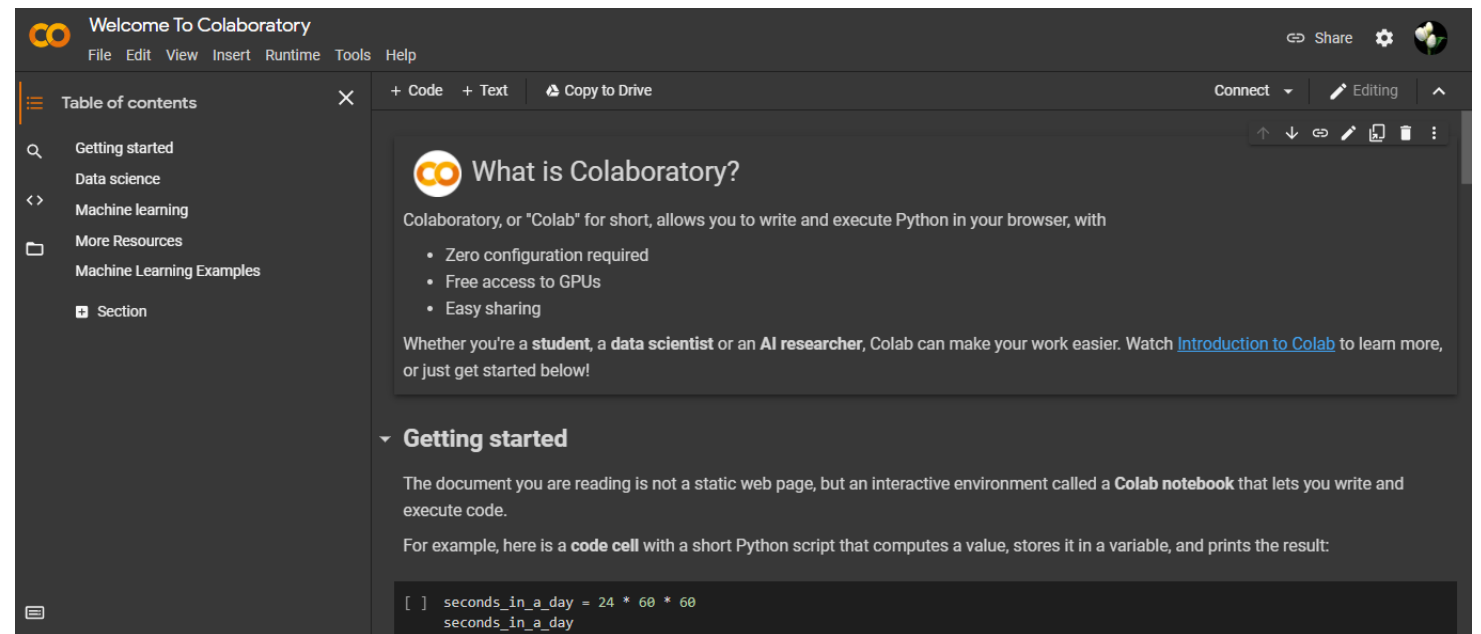 Welcome To Colaboratory
File Edit View Insert Runtime Tools Help
Share
Table of contents
Getting started
Data science
Machine learning
More Resources
Machine Learning Examples
Section
+ Code + Text Copy to Drive
Connect Editing
CO What is Colaboratory?
Colaboratory, or "Colab" for short, allows you to write and execute Python in your browser, with
• Zero configuration required
• Free access to GPUs
• Easy sharing
Whether you're a student, a data scientist or an AI researcher, Colab can make your work easier. Watch Introduction to Colab to learn more,
or just get started below!
Getting started
The document you are reading is not a static web page, but an interactive environment called a Colab notebook that lets you write and
execute code.
For example, here is a code cell with a short Python script that computes a value, stores it in a variable, and prints the result:
[ ] seconds_in_a_day = 24 * 60 * 60
seconds_in_a_day